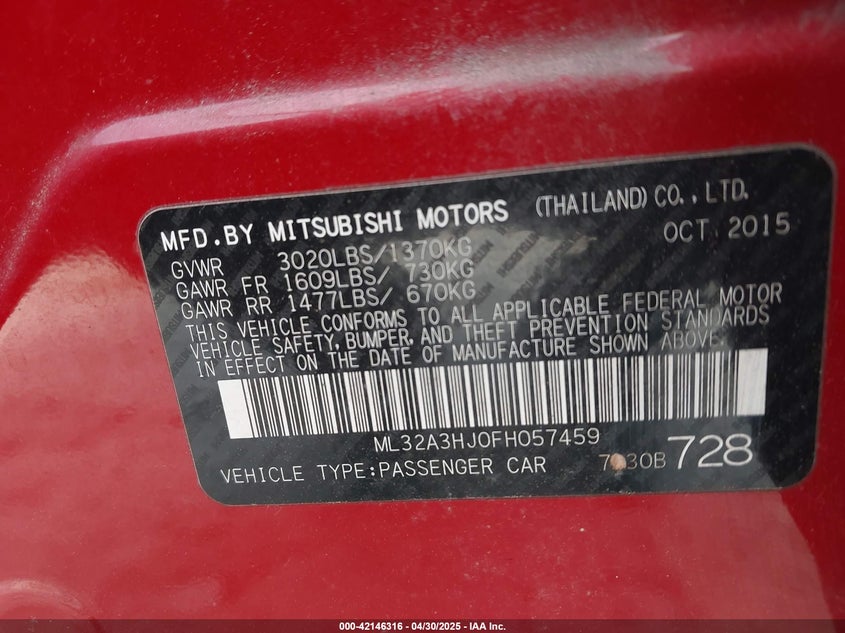 MFD.BY MITSUBISHI MOTORS (THAILAND) CO., LTD.
OCT, 2015
GVWR 3020LBS/1370KG
GAWR FR 1609LBS/ 730KG
GAWR RR 1477LBS/ 670KG
THIS VEHICLE CONFORMS TO ALL APPLICABLE FEDERAL MOTOR
VEHICLE SAFETY, BUMPER, AND THEFT PREVENTION STANDARDS
IN EFFECT ON THE DATE OF MANUFACTURE SHOWN ABOVE.
ML32A3HJ0FH057459
VEHICLE TYPE:PASSENGER CAR 728
000-42146316 - 04/30/2025 - IAA Inc.